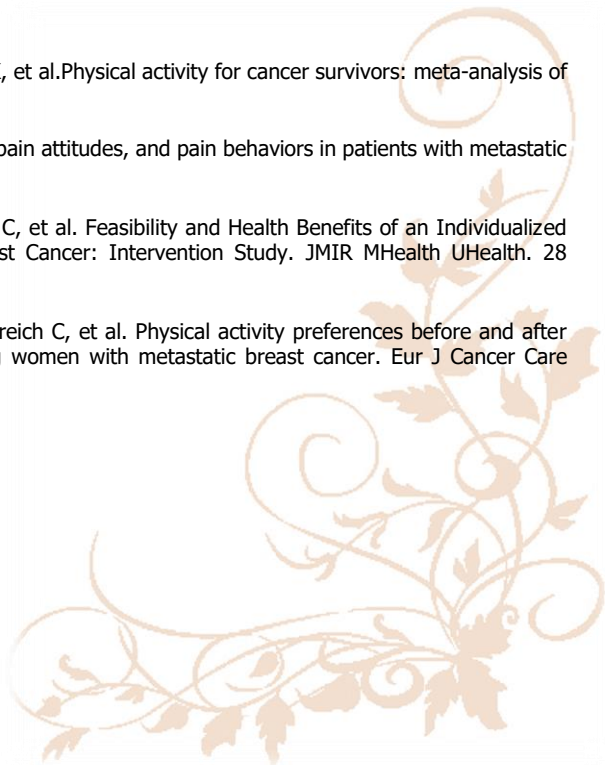 , et al.Physical activity for cancer survivors: meta-analysis of
pain attitudes, and pain behaviors in patients with metastatic
C, et al. Feasibility and Health Benefits of an Individualized
st Cancer: Intervention Study. JMIR MHealth UHealth. 28
reich C, et al. Physical activity preferences before and after
g women with metastatic breast cancer. Eur J Cancer Care